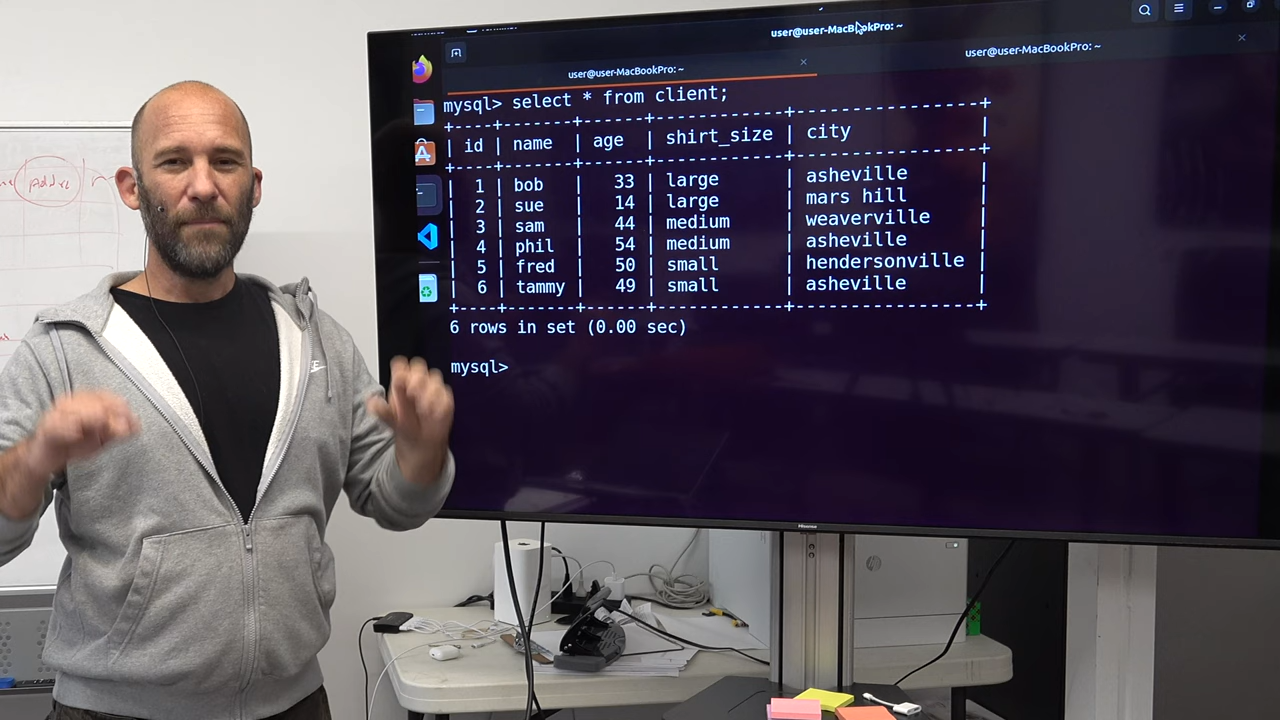 user@user-MacBookPro: ~
user@user-MacBookPro: ~
user@user-MacBookPro: ~
mysql> select * from client;
+----+-------+------+------------+----------------+
| id | name | age | shirt_size | city |
+----+-------+------+------------+----------------+
| 1 | bob | 33 | large | asheville |
| 2 | sue | 14 | large | mars hill |
| 3 | sam | 44 | medium | weaverville |
| 4 | phil | 54 | medium | asheville |
| 5 | fred | 50 | small | hendersonville |
| 6 | tammy | 49 | small | asheville |
+----+-------+------+------------+----------------+
6 rows in set (0.00 sec)
mysql>
Hisense
hp